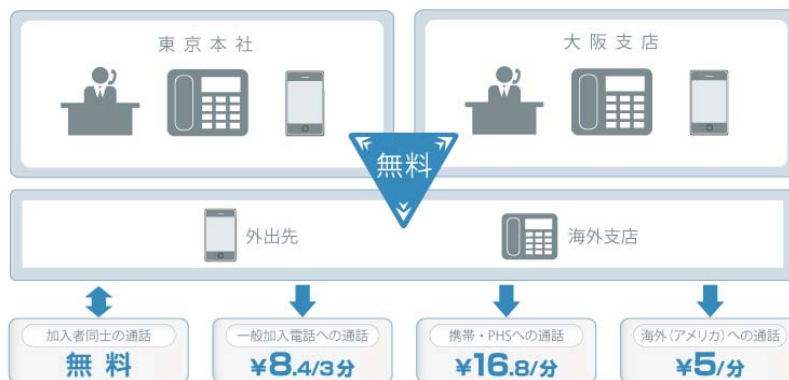 東京本社
大阪支店
無料
外出先
海外支店
加入者同士の通話
無料
一般加入電話への通話
¥8.4/3分
携帯・PHSへの通話
¥16.8/分
海外（アメリカ）への通話
¥5/分